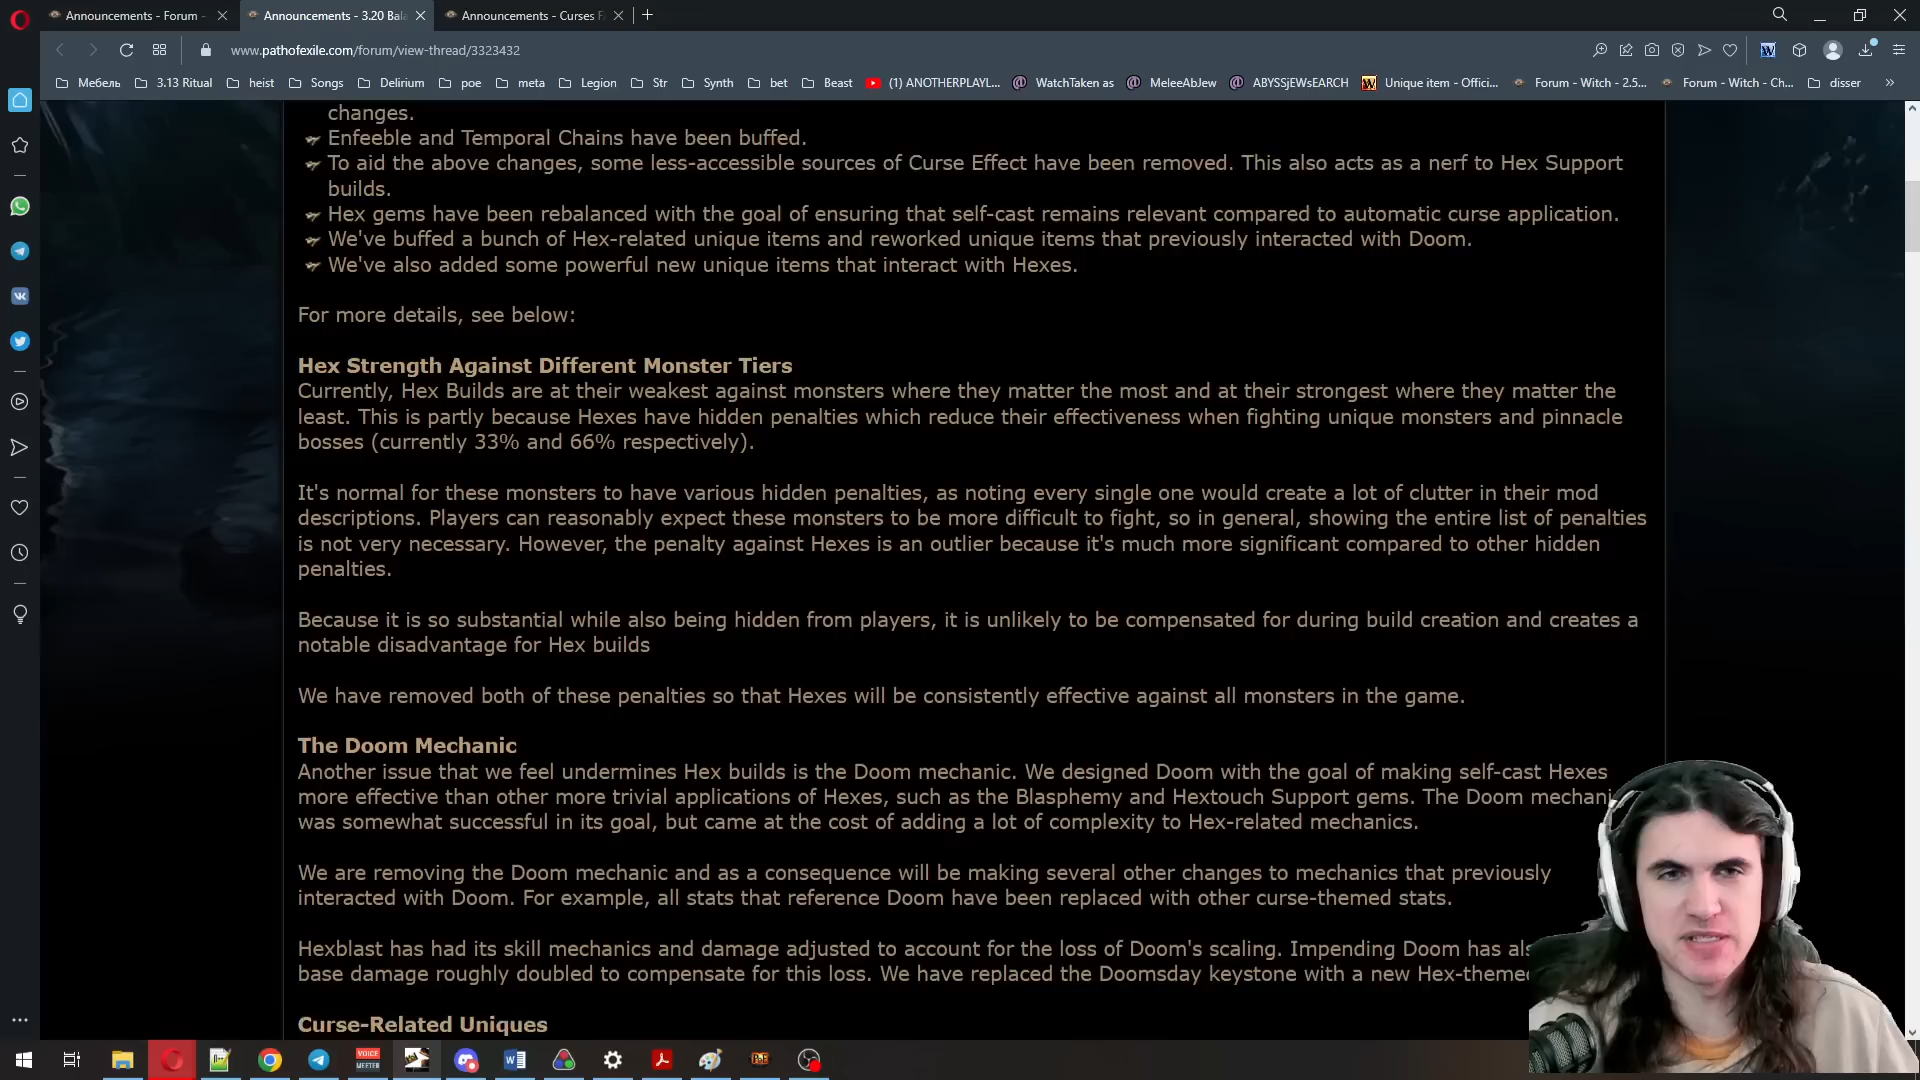 Announcements - Forum -
Announcements - 3.20 Bala
Announcements - Curses F
www.pathofexile.com/forum/view-thread/3323432
Мебель
3.13 Ritual
heist
Songs
Delirium
poe
meta
Legion
Str
Synth
bet
Beast
(1) ANOTHERPLAYL...
WatchTaken as
MeleeAbJew
ABYSSjEWsEARCH
Unique item - Offici...
Forum - Witch - 2.5...
Forum - Witch - Ch...
disser
changes.
Enfeeble and Temporal Chains have been buffed.
To aid the above changes, some less-accessible sources of Curse Effect have been removed. This also acts as a nerf to Hex Support
builds.
Hex gems have been rebalanced with the goal of ensuring that self-cast remains relevant compared to automatic curse application.
We've buffed a bunch of Hex-related unique items and reworked unique items that previously interacted with Doom.
We've also added some powerful new unique items that interact with Hexes.
For more details, see below:
Hex Strength Against Different Monster Tiers
Currently, Hex Builds are at their weakest against monsters where they matter the most and at their strongest where they matter the
least. This is partly because Hexes have hidden penalties which reduce their effectiveness when fighting unique monsters and pinnacle
bosses (currently 33% and 66% respectively).
It's normal for these monsters to have various hidden penalties, as noting every single one would create a lot of clutter in their mod
descriptions. Players can reasonably expect these monsters to be more difficult to fight, so in general, showing the entire list of penalties
is not very necessary. However, the penalty against Hexes is an outlier because it's much more significant compared to other hidden
penalties.
Because it is so substantial while also being hidden from players, it is unlikely to be compensated for during build creation and creates a
notable disadvantage for Hex builds
We have removed both of these penalties so that Hexes will be consistently effective against all monsters in the game.
The Doom Mechanic
Another issue that we feel undermines Hex builds is the Doom mechanic. We designed Doom with the goal of making self-cast Hexes
more effective than other more trivial applications of Hexes, such as the Blasphemy and Hextouch Support gems. The Doom mechani
was somewhat successful in its goal, but came at the cost of adding a lot of complexity to Hex-related mechanics.
We are removing the Doom mechanic and as a consequence will be making several other changes to mechanics that previously
interacted with Doom. For example, all stats that reference Doom have been replaced with other curse-themed stats.
Hexblast has had its skill mechanics and damage adjusted to account for the loss of Doom's scaling. Impending Doom has als
base damage roughly doubled to compensate for this loss. We have replaced the Doomsday keystone with a new Hex-themed
Curse-Related Uniques
VOICE
MEETER
PoE